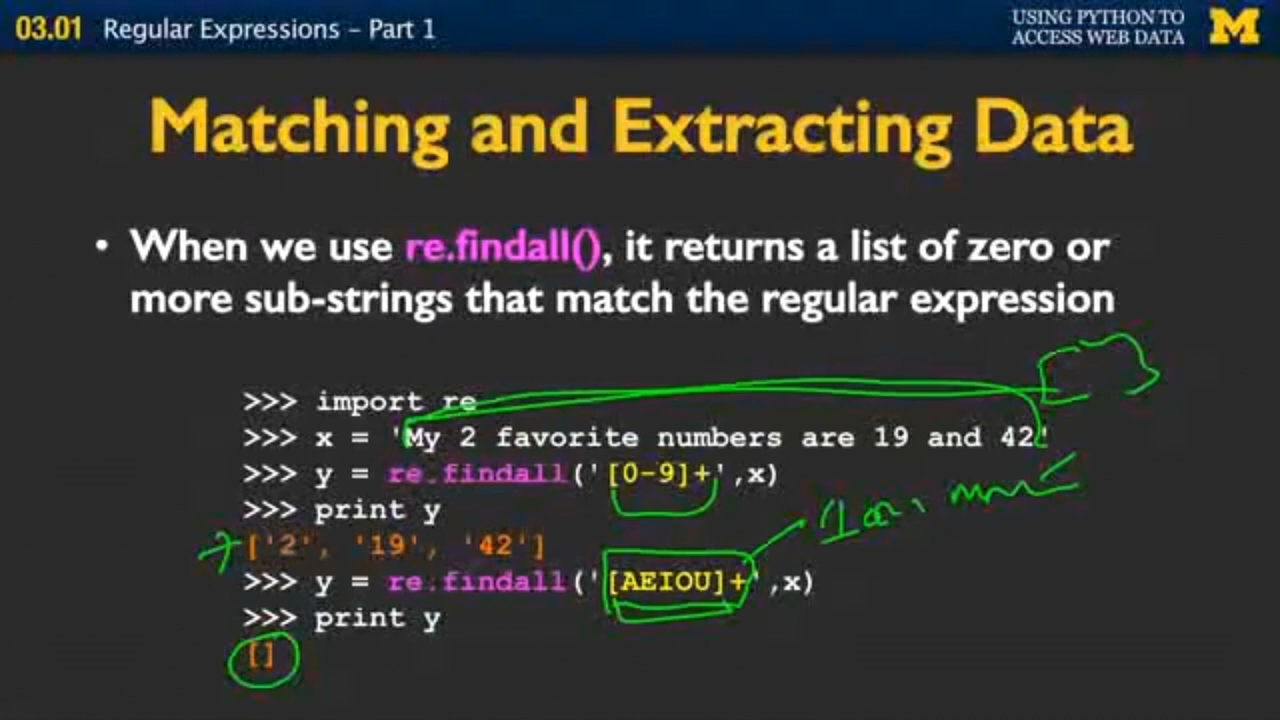 03.01 Regular Expressions – Part 1
USING PYTHON TO
ACCESS WEB DATA
M
Matching and Extracting Data
• When we use re.findall(), it returns a list of zero or
more sub-strings that match the regular expression
>>> import re
>>> x = 'My 2 favorite numbers are 19 and 42'
>>> y = re.findall('[0-9]+',x)
>>> print y
['2', '19', '42']
>>> y = re.findall('[AEIOU]+',x)
>>> print y
[]
1 or